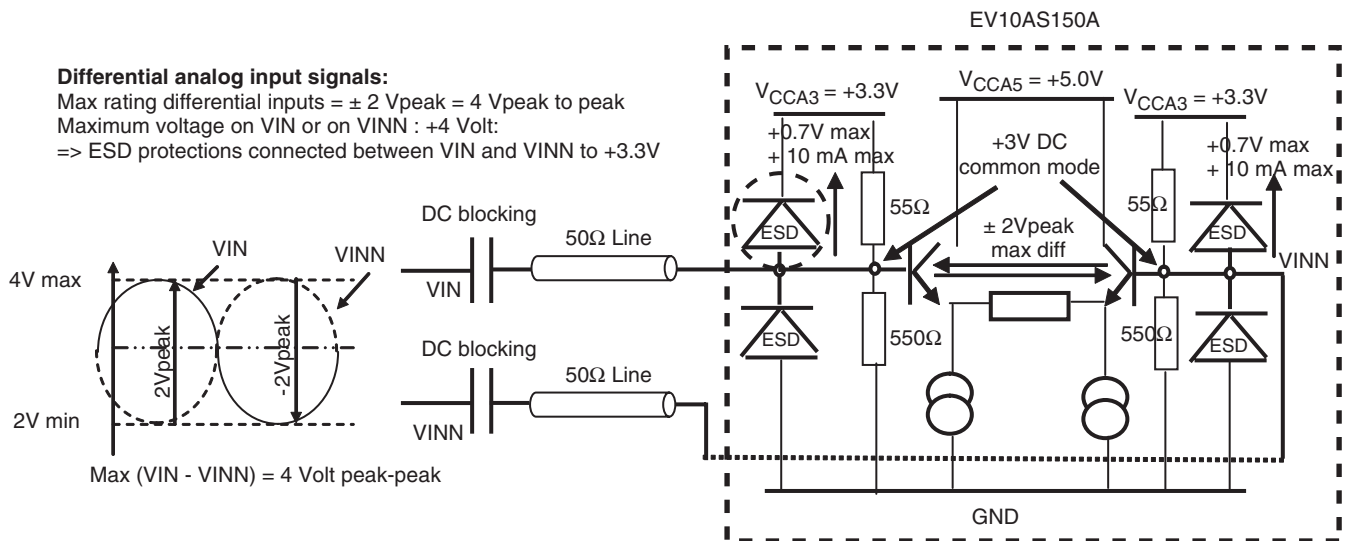 EV10AS150A
Differential analog input signals:
Max rating differential inputs = ± 2 Vpeak = 4 Vpeak to peak
Maximum voltage on VIN or on VINN : +4 Volt:
=> ESD protections connected between VIN and VINN to +3.3V
VCCA3 = +3.3V
VCCA5 = +5.0V
VCCA3 = +3.3V
+0.7V max
+ 10 mA max
+3V DC
common mode
+0.7V max
+ 10 mA max
DC blocking
50Ω Line
VIN
ESD
55Ω
± 2Vpeak
max diff
55Ω
ESD
VINN
VIN
VINN
4V max
2Vpeak
-2Vpeak
2V min
Max (VIN - VINN) = 4 Volt peak-peak
DC blocking
50Ω Line
VINN
ESD
550Ω
550Ω
ESD
GND